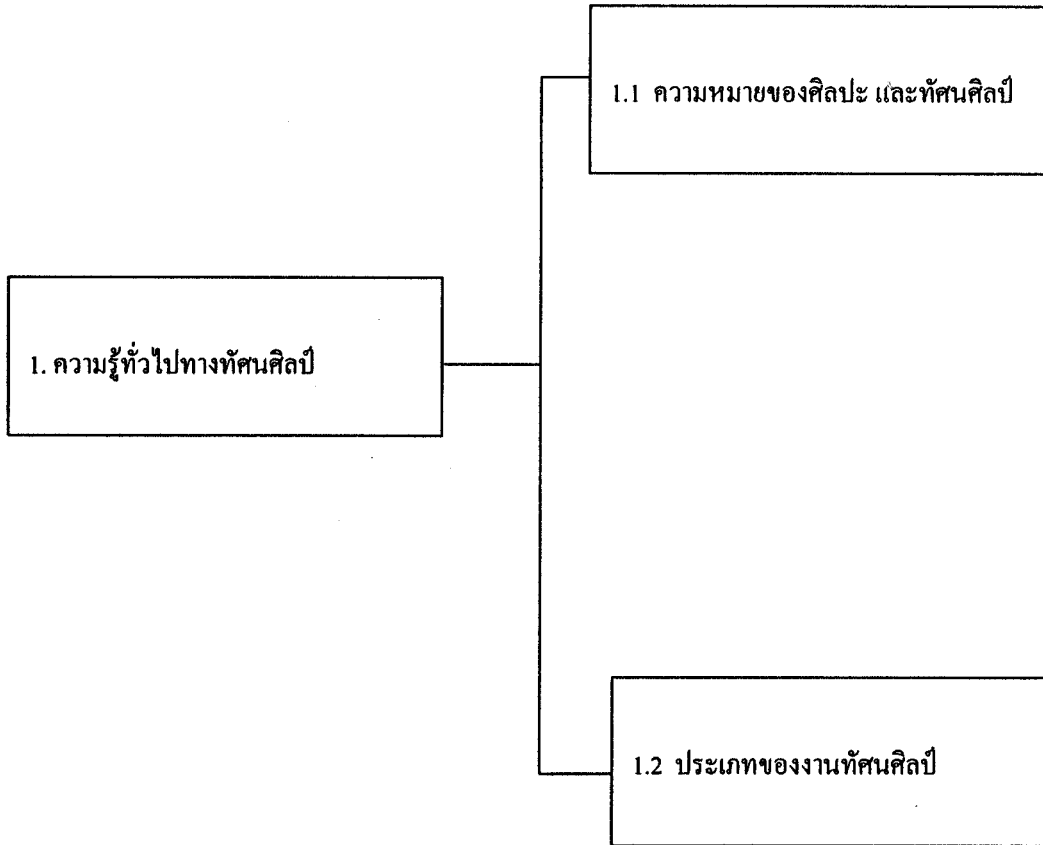 1.1 ความหมายของศิลปะ และทัศนศิลป์
1. ความรู้ทั่วไปทางทัศนศิลป์
1.2 ประเภทของงานทัศนศิลป์